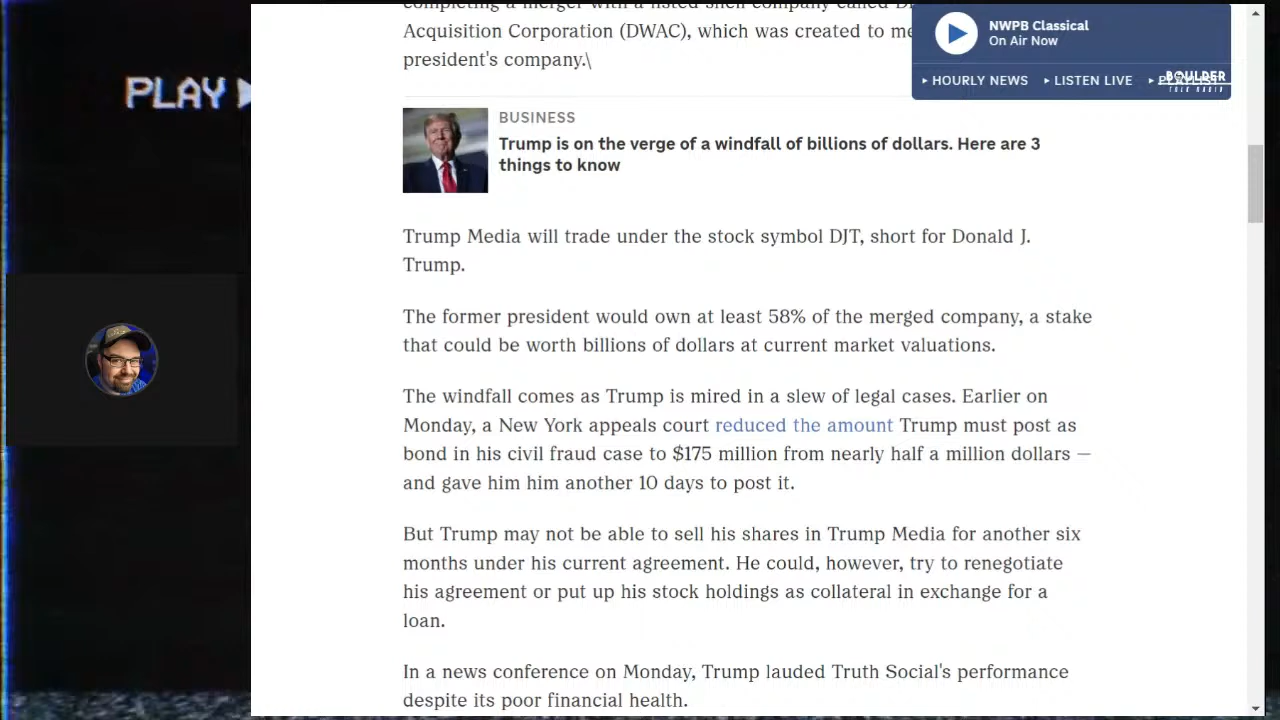 PLAY
completing a merger with a listed shell company called
Acquisition Corporation (DWAC), which was created to me
president's company.\
NWPB Classical
On Air Now
HOURLY NEWS
LISTEN LIVE
BOULDER
TALK RADIO
BUSINESS
Trump is on the verge of a windfall of billions of dollars. Here are 3
things to know
Trump Media will trade under the stock symbol DJT, short for Donald J.
Trump.
The former president would own at least 58% of the merged company, a stake
that could be worth billions of dollars at current market valuations.
The windfall comes as Trump is mired in a slew of legal cases. Earlier on
Monday, a New York appeals court reduced the amount Trump must post as
bond in his civil fraud case to $175 million from nearly half a million dollars —
and gave him him another 10 days to post it.
But Trump may not be able to sell his shares in Trump Media for another six
months under his current agreement. He could, however, try to renegotiate
his agreement or put up his stock holdings as collateral in exchange for a
loan.
In a news conference on Monday, Trump lauded Truth Social's performance
despite its poor financial health.